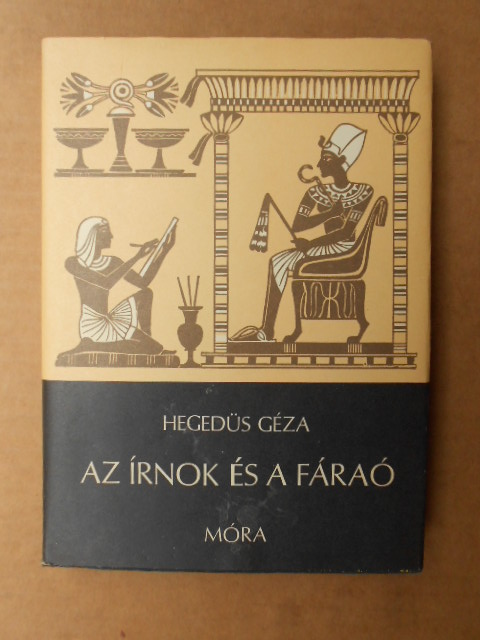 HEGEDÜS GÉZA
AZ ÍRNOK ÉS A FÁRAÓ
MÓRA